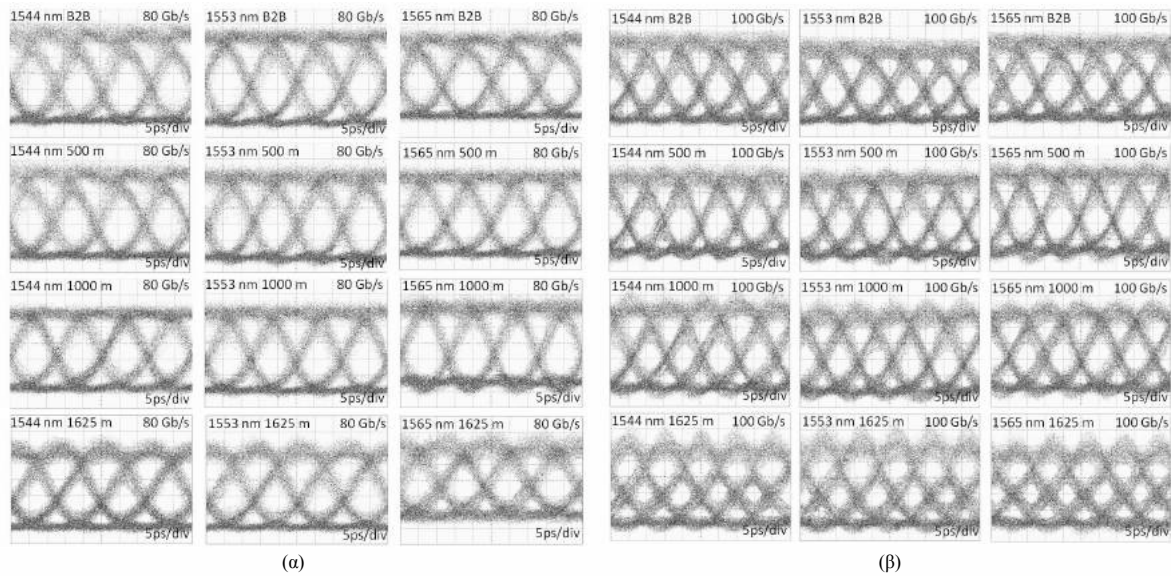 1544 nm B2B 80 Gb/s
5ps/div
1553 nm B2B 80 Gb/s
5ps/div
1565 nm B2B 80 Gb/s
5ps/div
1544 nm 500 m 80 Gb/s
5ps/div
1553 nm 500 m 80 Gb/s
5ps/div
1565 nm 500 m 80 Gb/s
5ps/div
1544 nm 1000 m 80 Gb/s
5ps/div
1553 nm 1000 m 80 Gb/s
5ps/div
1565 nm 1000 m 80 Gb/s
5ps/div
1544 nm 1625 m 80 Gb/s
5ps/div
1553 nm 1625 m 80 Gb/s
5ps/div
1565 nm 1625 m 80 Gb/s
5ps/div
(α)
1544 nm B2B 100 Gb/s
5ps/div
1553 nm B2B 100 Gb/s
5ps/div
1565 nm B2B 100 Gb/s
5ps/div
1544 nm 500 m 100 Gb/s
5ps/div
1553 nm 500 m 100 Gb/s
5ps/div
1565 nm 500 m 100 Gb/s
5ps/div
1544 nm 1000 m 100 Gb/s
5ps/div
1553 nm 1000 m 100 Gb/s
5ps/div
1565 nm 1000 m 100 Gb/s
5ps/div
1544 nm 1625 m 100 Gb/s
5ps/div
1553 nm 1625 m 100 Gb/s
5ps/div
1565 nm 1625 m 100 Gb/s
5ps/div
(β)